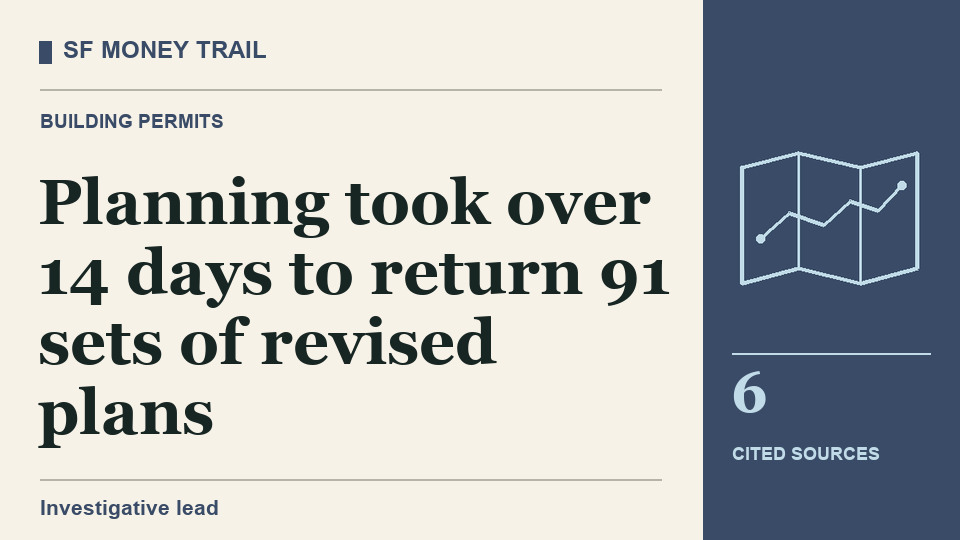 SF MONEY TRAIL
BUILDING PERMITS
Planning took over
14 days to return 91
sets of revised
plans
Investigative lead
6
CITED SOURCES